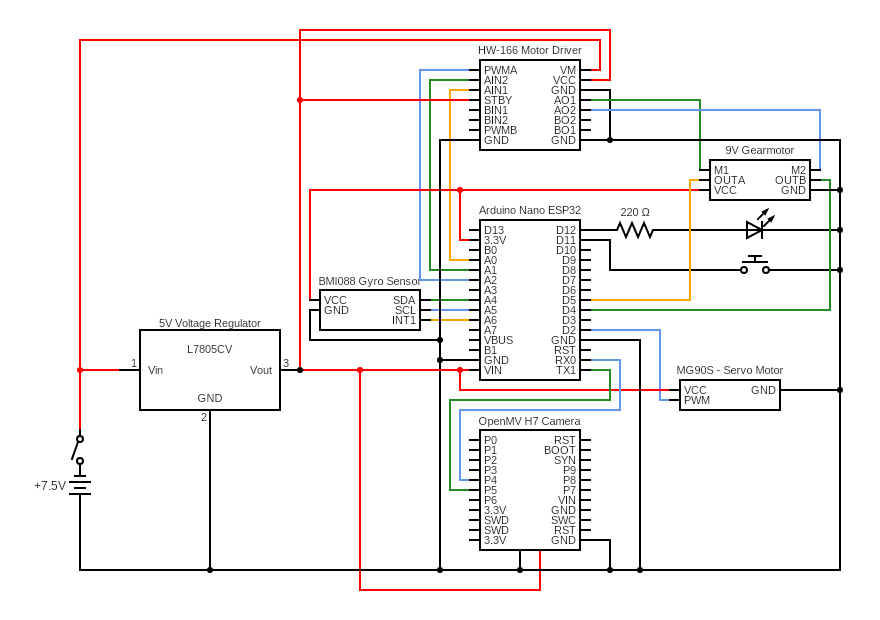 HW-166 Motor Driver
PWMA VM
AIN2 VCC
AIN1 GND
STBY AO1
BIN1 AO2
BIN2 BO2
PWMB BO1
GND GND
9V Gearmotor
M1 M2
OUTA OUTB
VCC GND
Arduino Nano ESP32
220 Ω
D13 D12
3.3V D11
B0 D10
A0 D9
A1 D8
A2 D7
A3 D6
A4 D5
A5 D4
A6 D3
A7 D2
VBUS GND
B1 RST
GND RX0
VIN TX1
BMI088 Gyro Sensor
VCC SDA
GND SCL
INT1
5V Voltage Regulator
L7805CV
1 Vin Vout 3
GND
2
MG90S - Servo Motor
VCC GND
PWM
OpenMV H7 Camera
P0 RST
P1 BOOT
P2 SYN
P3 P9
P4 P8
P5 P7
P6 VIN
3.3V GND
SWD SWC
SWD RST
3.3V GND
+7.5V